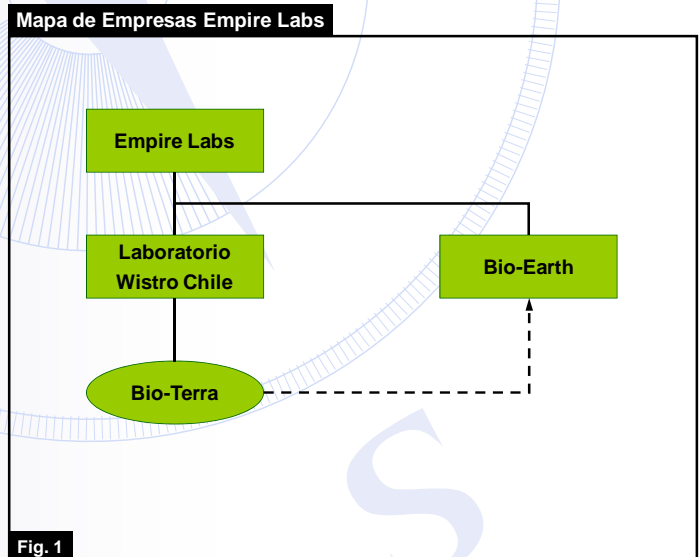 Mapa de Empresas Empire Labs
Empire Labs
Laboratorio
Wistro Chile
Bio-Earth
Bio-Terra
Fig. 1